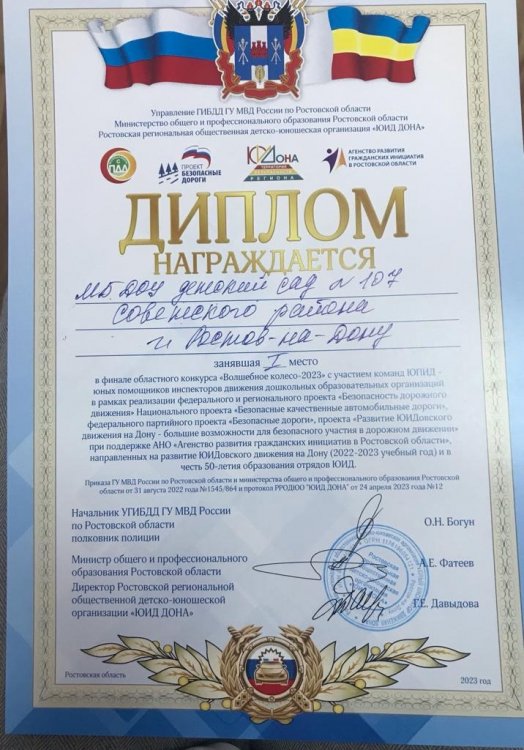 Управление ГИБДД ГУ МВД России по Ростовской области
Министерство общего и профессионального образования Ростовской области
Ростовская региональная общественная детско-юношеская организация «ЮИД ДОНА»
ПДД
ПРОЕКТ БЕЗОПАСНЫЕ ДОРОГИ
ЮИДОНА
РЕГИОНА
АГЕНСТВО РАЗВИТИЯ ГРАЖДАНСКИХ ИНИЦИАТИВ В РОСТОВСКОЙ ОБЛАСТИ
ДИПЛОМ
НАГРАЖДАЕТСЯ
МБДОУ детский сад №107
Советского района
г. Ростов-на-Дону
занявшая I место
в финале областного конкурса «Волшебное колесо-2023» с участием команд ЮПИД -
юных помощников инспекторов движения дошкольных образовательных организаций
в рамках реализации федерального и регионального проекта «Безопасность дорожного
движения» Национального проекта «Безопасные качественные автомобильные дороги»,
федерального партийного проекта «Безопасные дороги», проекта «Развитие ЮИДовского
движения на Дону - большие возможности для безопасного участия в дорожном движении»
при поддержке АНО «Агенство развития гражданских инициатив в Ростовской области»,
направленных на развитие ЮИДовского движения на Дону (2022-2023 учебный год) и в
честь 50-летия образования отрядов ЮИД.
Приказа ГУ МВД России по Ростовской области и министерства общего и профессионального образования Ростовской
области от 31 августа 2022 года №1545/864 и протокол РРОДЮО "ЮИД ДОНА" от 24 апреля 2023 года №12
Начальник УГИБДД ГУ МВД России
по Ростовской области
полковник полиции
О.Н. Богун
Министр общего и профессионального
образования Ростовской области
А.Е. Фатеев
Директор Ростовской региональной
общественной детско-юношеской
организации «ЮИД ДОНА»
Г.Е. Давыдова
Ростовская область
2023 год